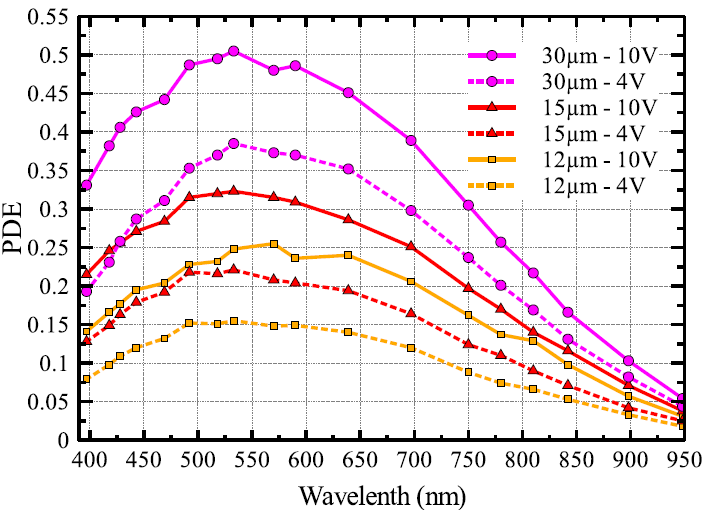 0.55
0.5
0.45
0.4
0.35
0.3
0.25
0.2
0.15
0.1
0.05
0
PDE
30μm - 10V
30μm - 4V
15μm - 10V
15μm - 4V
12μm - 10V
12μm - 4V
400 450 500 550 600 650 700 750 800 850 900 950
Wavelenth (nm)